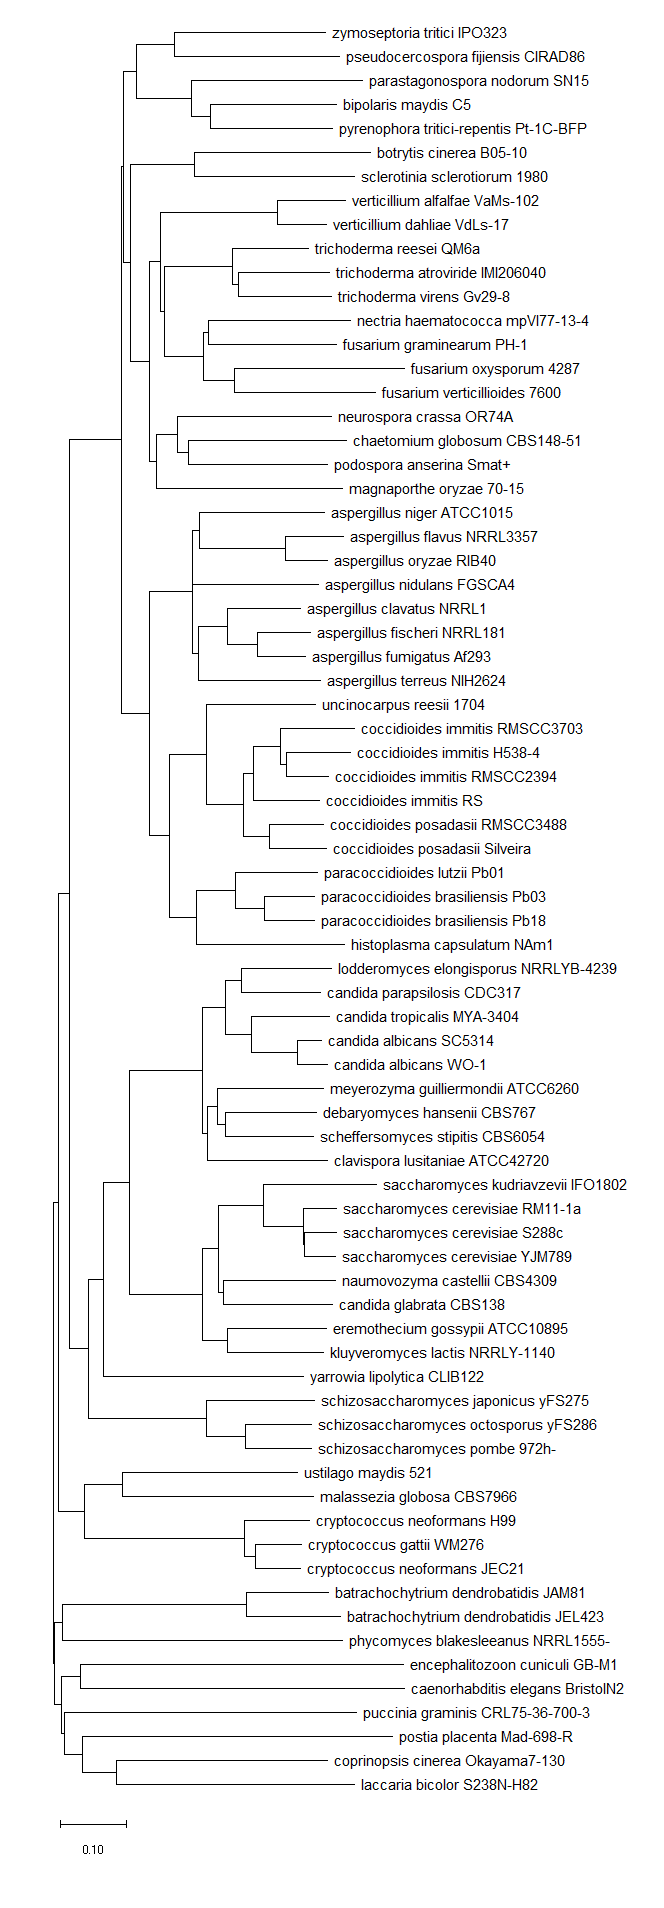 zymoseptoria tritici IPO323
pseudocercospora fijiensis CIRAD86
parastagonospora nodorum SN15
bipolaris maydis C5
pyrenophora tritici-repentis Pt-1C-BFP
botrytis cinerea B05-10
sclerotinia sclerotiorum 1980
verticillium alfalfae VaMs-102
verticillium dahliae VdLs-17
trichoderma reesei QM6a
trichoderma atroviride IMI206040
trichoderma virens Gv29-8
nectria haematococca mpVI77-13-4
fusarium graminearum PH-1
fusarium oxysporum 4287
fusarium verticillioides 7600
neurospora crassa OR74A
chaetomium globosum CBS148-51
podospora anserina Smat+
magnaporthe oryzae 70-15
aspergillus niger ATCC1015
aspergillus flavus NRRL3357
aspergillus oryzae RIB40
aspergillus nidulans FGSCA4
aspergillus clavatus NRRL1
aspergillus fischeri NRRL181
aspergillus fumigatus Af293
aspergillus terreus NIH2624
uncinocarpus reesii 1704
coccidioides immitis RMSCC3703
coccidioides immitis H538-4
coccidioides immitis RMSCC2394
coccidioides immitis RS
coccidioides posadasii RMSCC3488
coccidioides posadasii Silveira
paracoccidioides lutzii Pb01
paracoccidioides brasiliensis Pb03
paracoccidioides brasiliensis Pb18
histoplasma capsulatum NAm1
lodderomyces elongisporus NRRLYB-4239
candida parapsilosis CDC317
candida tropicalis MYA-3404
candida albicans SC5314
candida albicans WO-1
meyerozyma guilliermondii ATCC6260
debaryomyces hansenii CBS767
scheffersomyces stipitis CBS6054
clavispora lusitaniae ATCC42720
saccharomyces kudriavzevii IFO1802
saccharomyces cerevisiae RM11-1a
saccharomyces cerevisiae S288c
saccharomyces cerevisiae YJM789
naumovozyma castellii CBS4309
candida glabrata CBS138
eremothecium gossypii ATCC10895
kluyveromyces lactis NRRLY-1140
yarrowia lipolytica CLIB122
schizosaccharomyces japonicus yFS275
schizosaccharomyces octosporus yFS286
schizosaccharomyces pombe 972h-
ustilago maydis 521
malassezia globosa CBS7966
cryptococcus neoformans H99
cryptococcus gattii WM276
cryptococcus neoformans JEC21
batrachochytrium dendrobatidis JAM81
batrachochytrium dendrobatidis JEL423
phycomyces blakesleeanus NRRL1555-
encephalitozoon cuniculi GB-M1
caenorhabditis elegans BristolN2
puccinia graminis CRL75-36-700-3
postia placenta Mad-698-R
coprinopsis cinerea Okayama7-130
laccaria bicolor S238N-H82
0.10